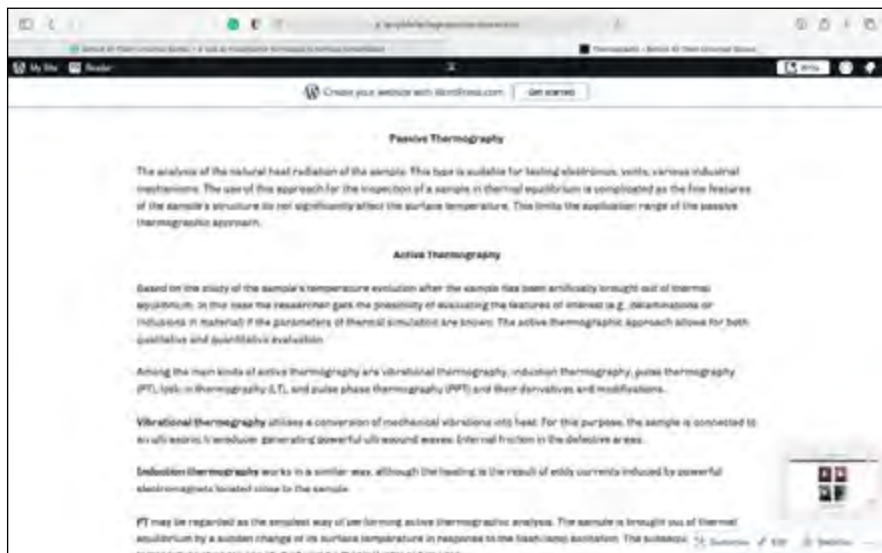 My Site Reader
Create your website with WordPress.com Get started
Passive Thermography
The analysis of the natural heat radiation of the sample. This type is suitable for testing electronics, vents, various industrial
mechanisms. The use of this approach for the inspection of a sample in thermal equilibrium is complicated as the fine features
of the sample's structure do not significantly affect the surface temperature. This limits the application range of the passive
thermographic approach.
Active Thermography
Based on the study of the sample's temperature evolution after the sample has been artificially brought out of thermal
equilibrium. In this case the researcher gets the possibility of evaluating the features of interest (e.g., delaminations or
inclusions in material) if the parameters of thermal simulation are known. The active thermographic approach allows for both
qualitative and quantitative evaluation.
Among the main kinds of active thermography are vibrational thermography, induction thermography, pulse thermography
(PT), lock-in thermography (LT), and pulse phase thermography (PPT) and their derivatives and modifications.
Vibrational thermography utilises a conversion of mechanical vibrations into heat. For this purpose, the sample is connected to
an ultrasonic transducer generating powerful ultrasound waves. Internal friction in the defective areas.
Induction thermography works in a similar way, although the heating is the result of eddy currents induced by powerful
electromagnets located close to the sample.
PT may be regarded as the simplest way of performing active thermographic analysis. The sample is brought out of thermal
equilibrium by a sudden change of its surface temperature in response to the flash lamp excitation. The
Edit